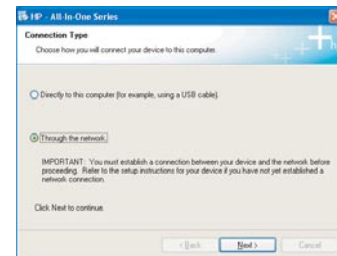 HP - All-In-One Series
Connection Type
Choose how you will connect your device to this computer.
Directly to this computer (for example, using a USB cable).
Through the network.
IMPORTANT: You must establish a connection between your device and the network before
proceeding. Refer to the setup instructions for your device if you have not yet established a
network connection.
Click Next to continue.
< Back
Next >
Cancel